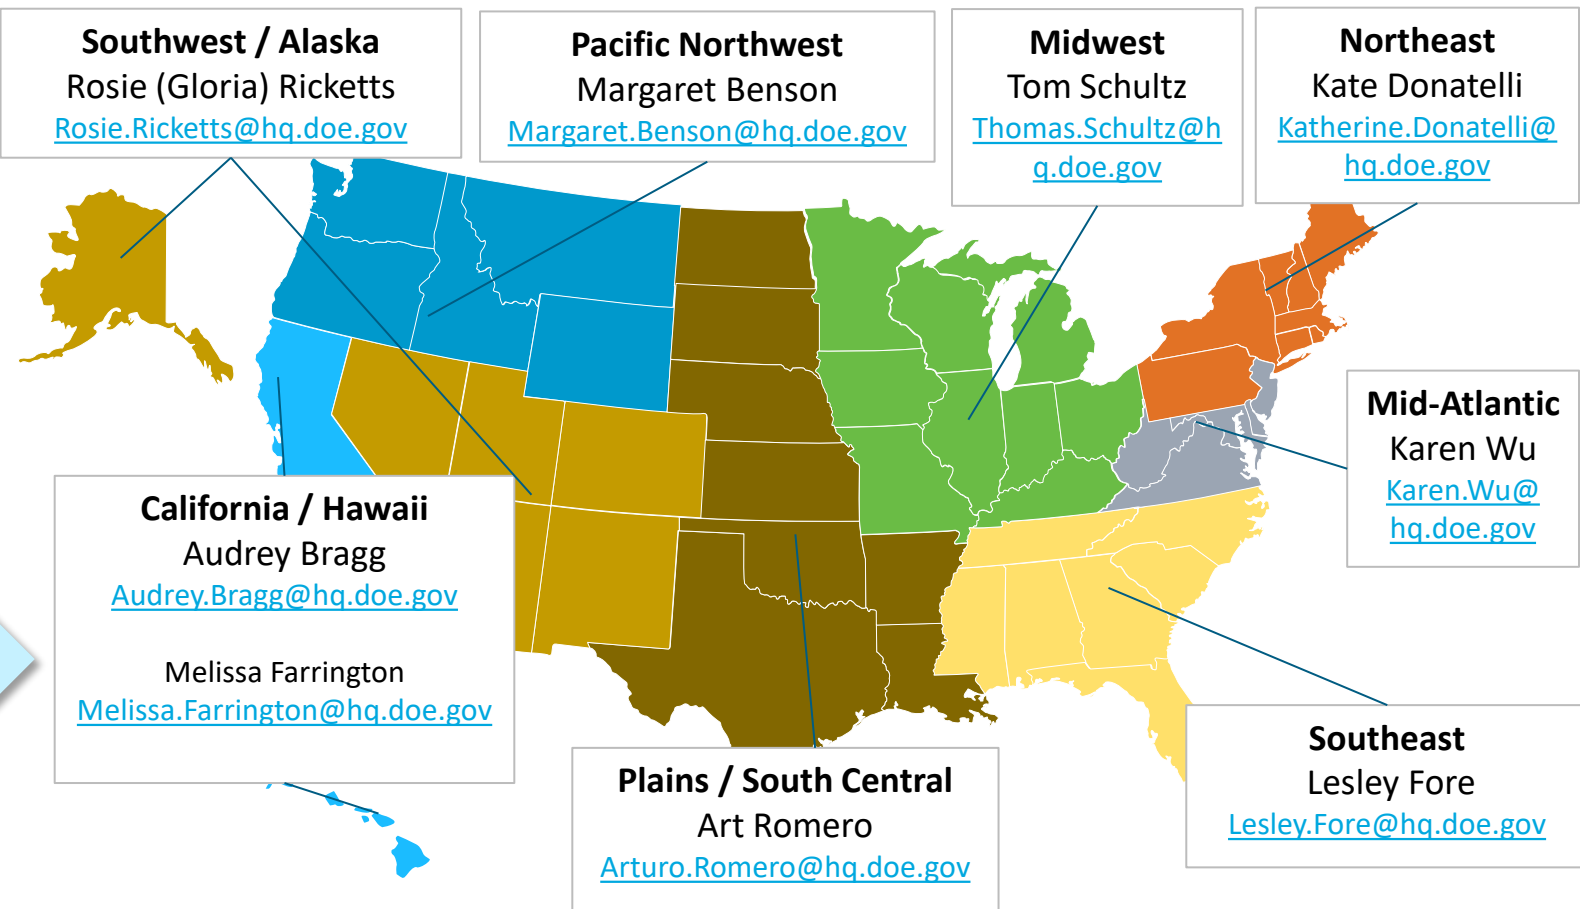 Southwest / Alaska
Rosie (Gloria) Ricketts
Rosie.Ricketts@hq.doe.gov
Pacific Northwest
Margaret Benson
Margaret.Benson@hq.doe.gov
Midwest
Tom Schultz
Thomas.Schultz@h
q.doe.gov
Northeast
Kate Donatelli
Katherine.Donatelli@
hq.doe.gov
Mid-Atlantic
Karen Wu
Karen.Wu@
hq.doe.gov
California / Hawaii
Audrey Bragg
Audrey.Bragg@hq.doe.gov
Melissa Farrington
Melissa.Farrington@hq.doe.gov
Plains / South Central
Art Romero
Arturo.Romero@hq.doe.gov
Southeast
Lesley Fore
Lesley.Fore@hq.doe.gov